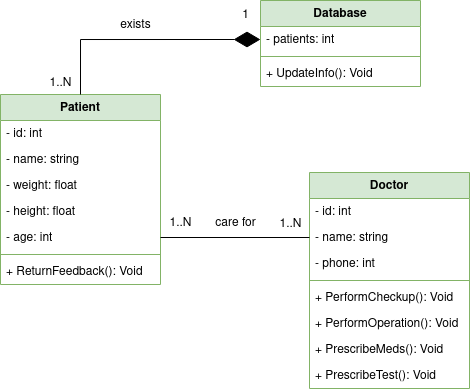 Database
- patients: int
+ UpdateInfo(): Void
exists
1
1..N
Patient
- id: int
- name: string
- weight: float
- height: float
- age: int
+ ReturnFeedback(): Void
1..N
care for
1..N
Doctor
- id: int
- name: string
- phone: int
+ PerformCheckup(): Void
+ PerformOperation(): Void
+ PrescribeMeds(): Void
+ PrescribeTest(): Void